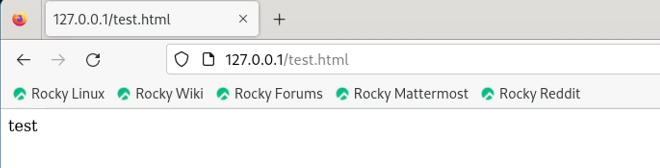 127.0.0.1/test.html
127.0.0.1/test.html
Rocky Linux Rocky Wiki Rocky Forums Rocky Mattermost Rocky Reddit
test